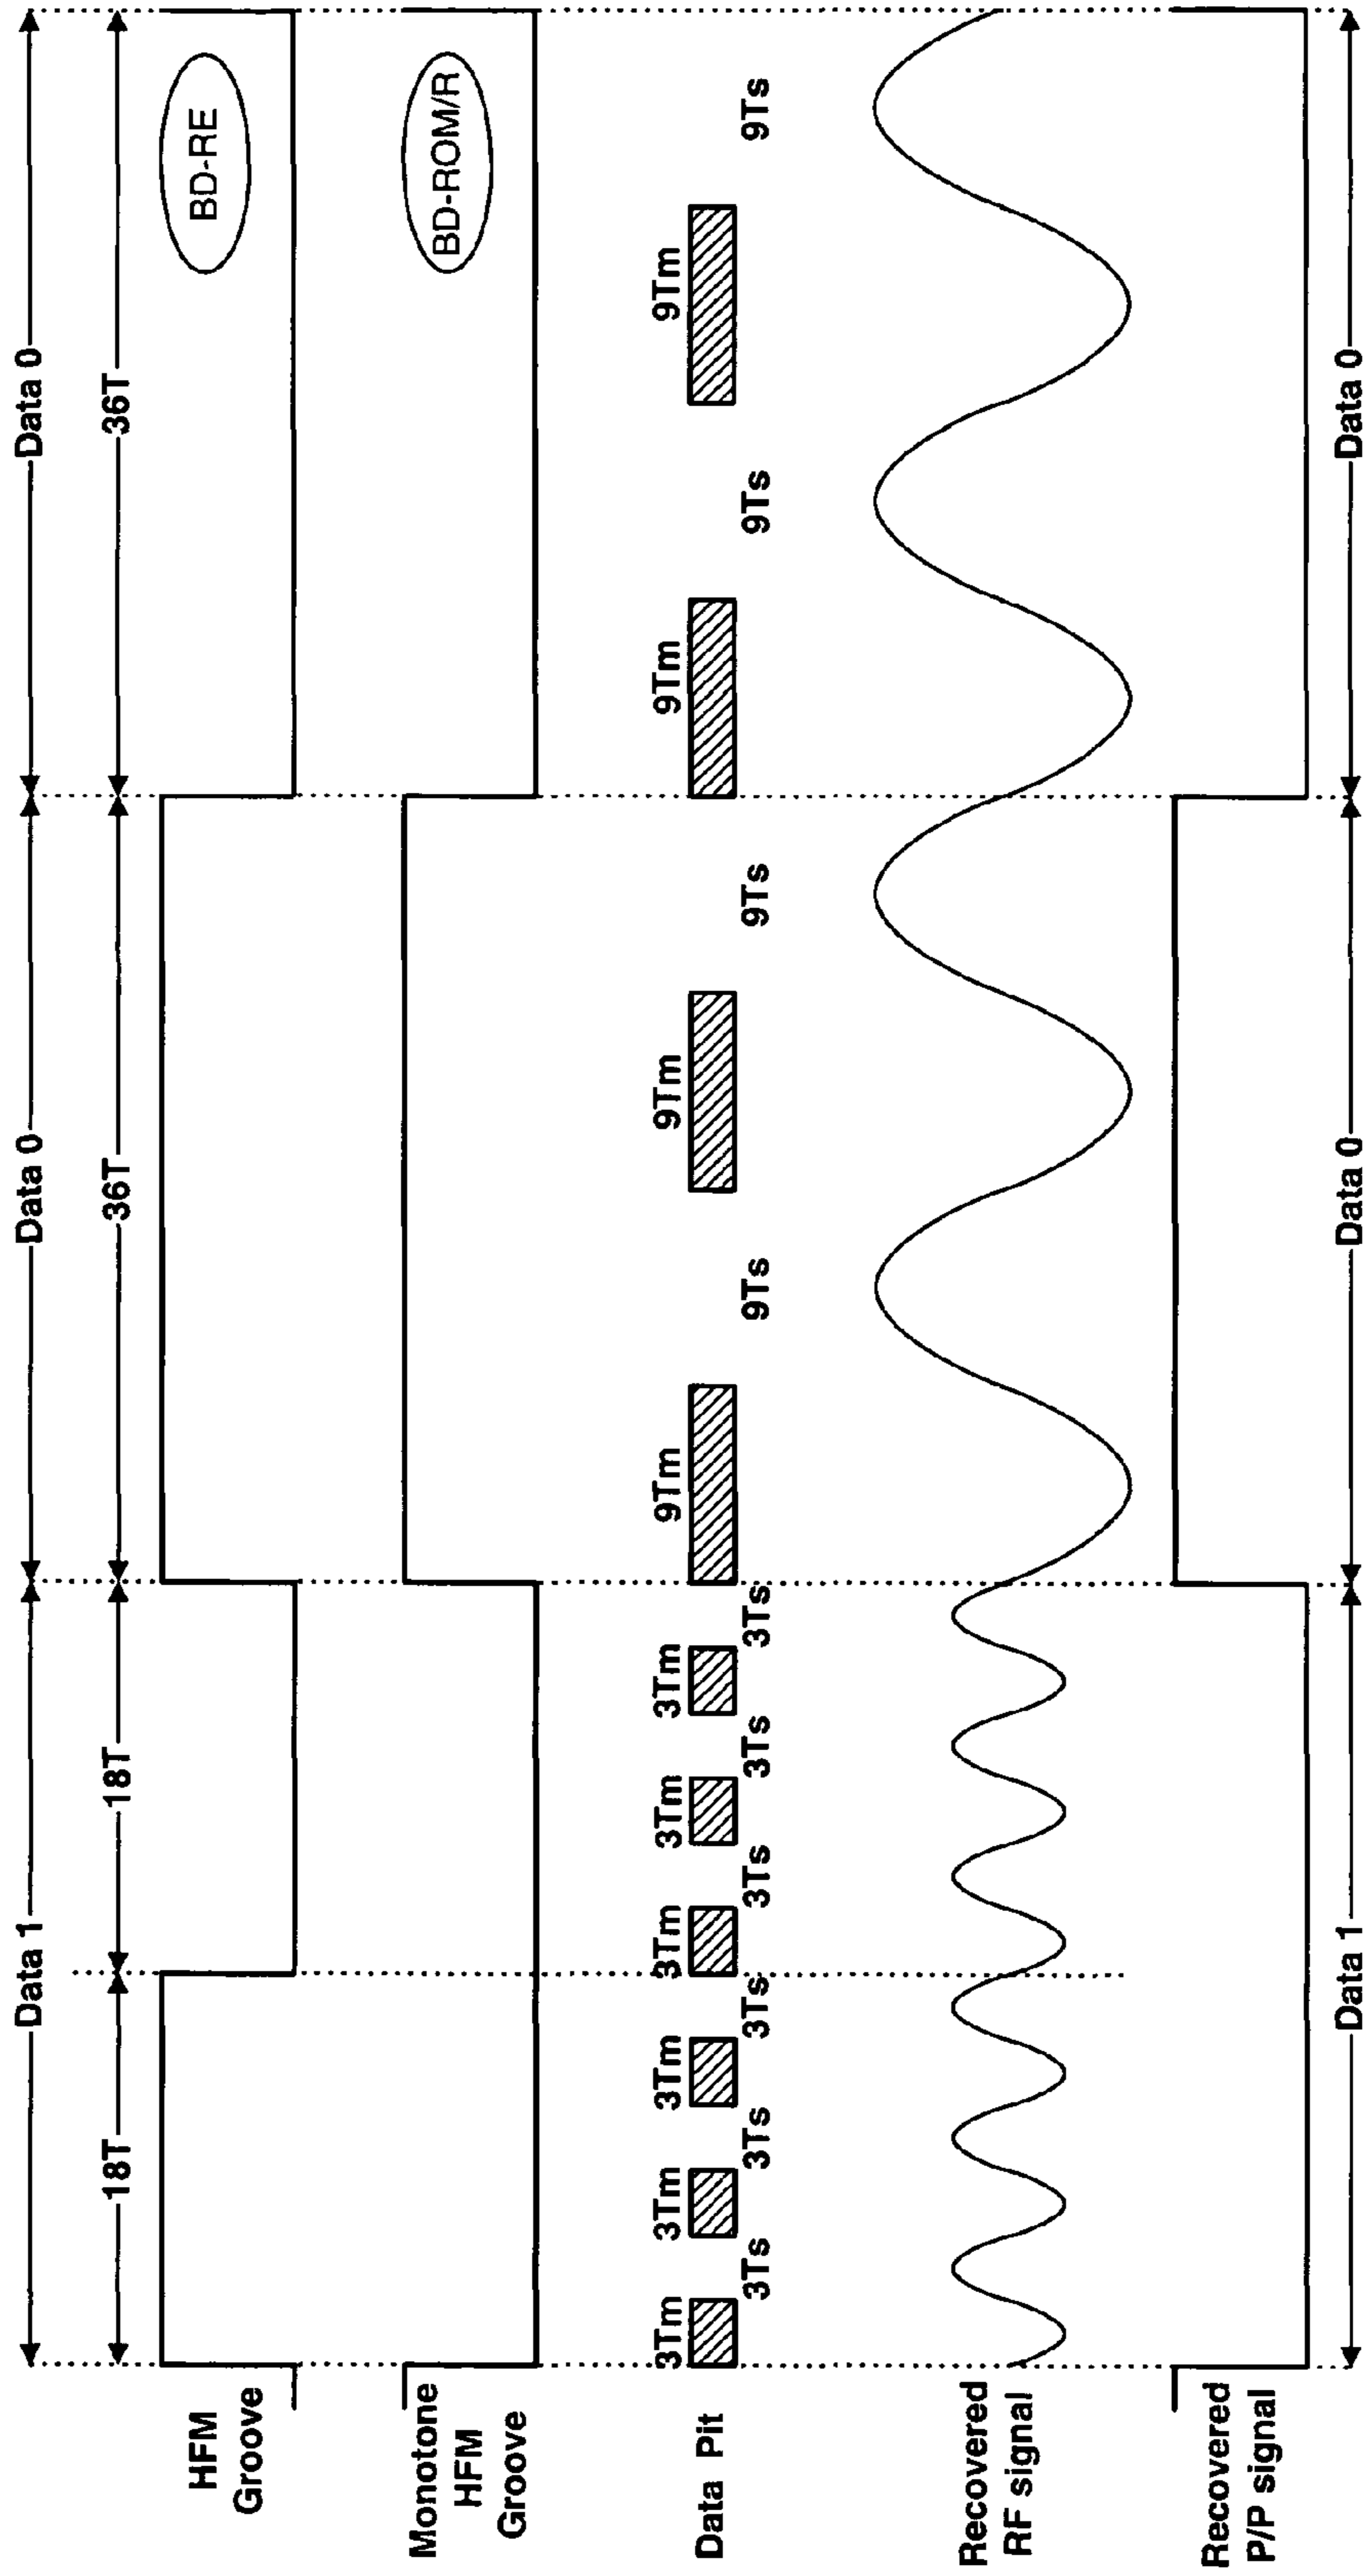 Data 1
Data 0
Data 0
18T
18T
36T
36T
HFM
Groove
BD-RE
Monotone
HFM
Groove
BD-ROM/R
3Tm
3Tm
3Tm
3Tm
3Tm
3Tm
9Tm
9Tm
9Tm
9Tm
Data Pit
3Ts
3Ts
3Ts
3Ts
3Ts
3Ts
9Ts
9Ts
9Ts
9Ts
Recovered
RF signal
Recovered
P/P signal
Data 1
Data 0
Data 0